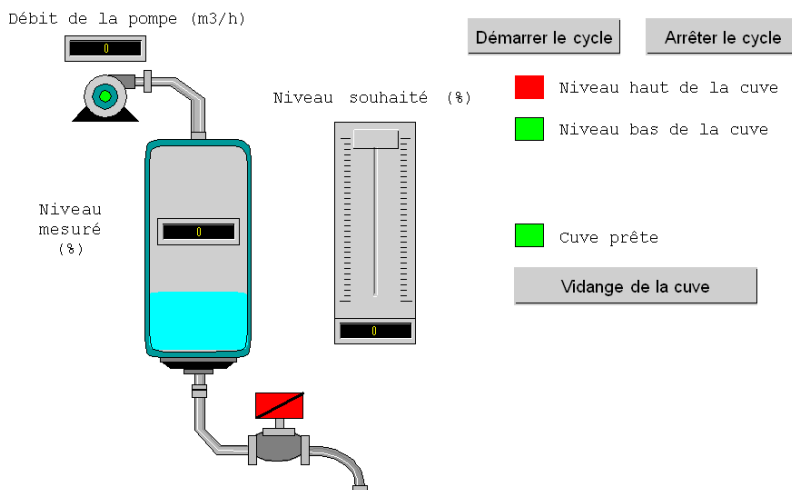 Débit de la pompe (m3/h)
0
Démarrer le cycle
Arrêter le cycle
Niveau haut de la cuve
Niveau souhaité (%)
Niveau bas de la cuve
Niveau
mesuré
(%)
0
Cuve prête
Vidange de la cuve
0